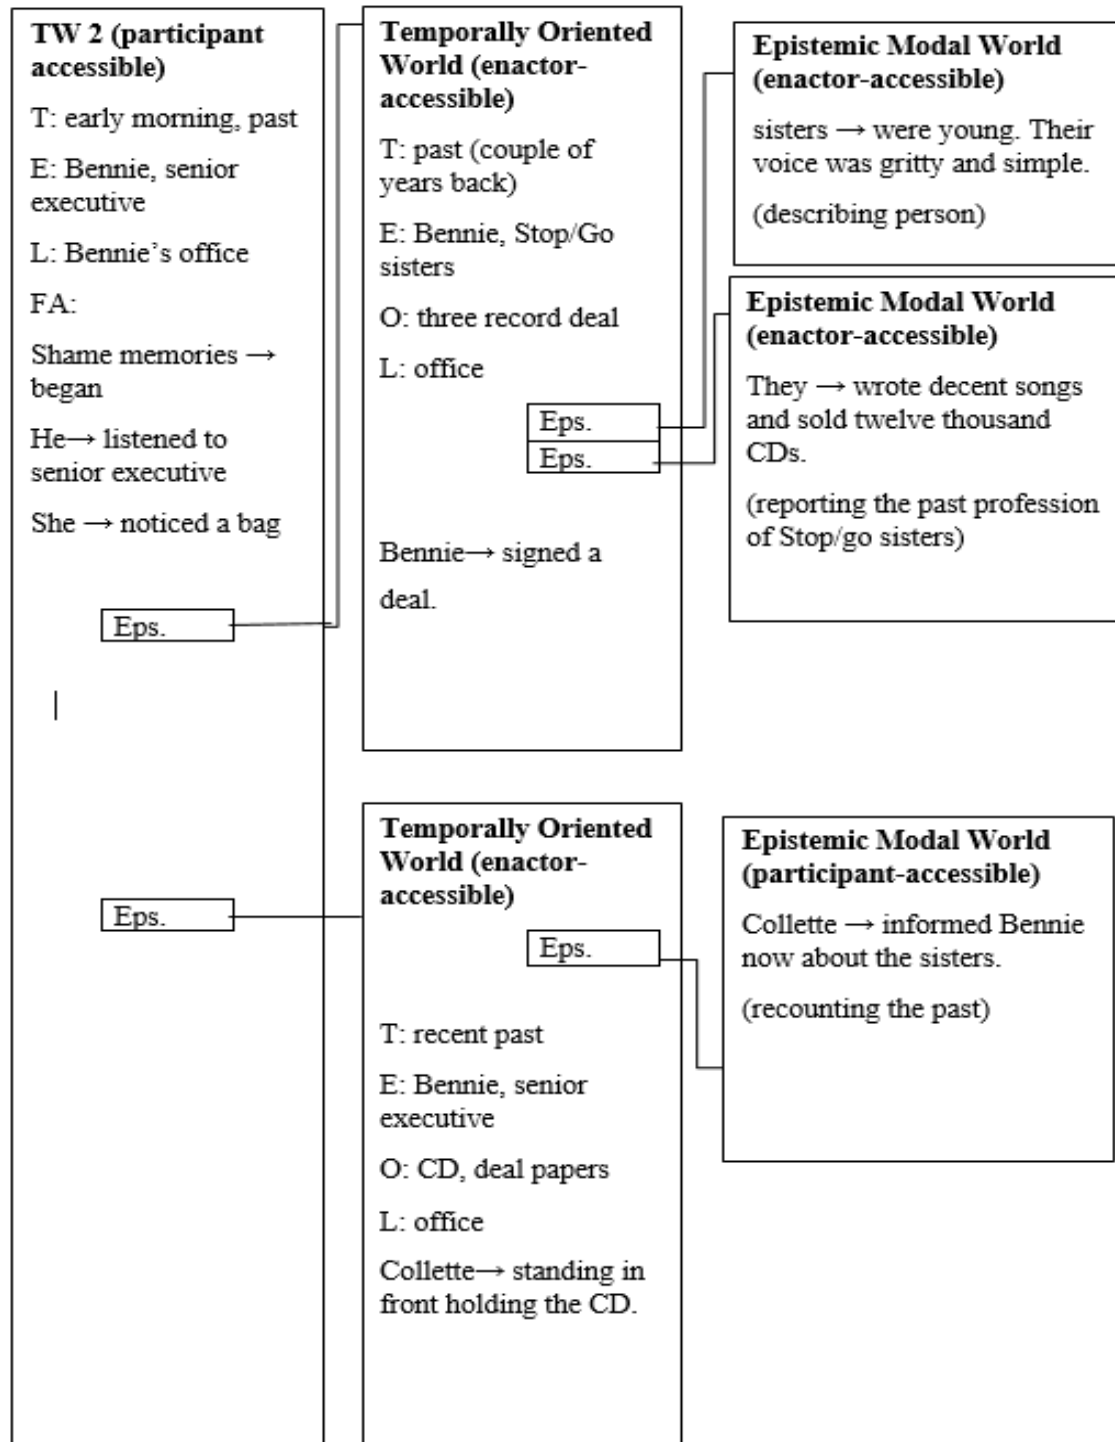 TW 2 (participant
accessible)
T: early morning, past
E: Bennie, senior
executive
L: Bennie’s office
FA:
Shame memories →
began
He→ listened to
senior executive
She → noticed a bag
Eps.
Eps.
Temporally Oriented
World (enactor-
accessible)
T: past (couple of
years back)
E: Bennie, Stop/Go
sisters
O: three record deal
L: office
Eps.
Eps.
Bennie→ signed a
deal.
Epistemic Modal World
(enactor-accessible)
sisters → were young. Their
voice was gritty and simple.
(describing person)
Epistemic Modal World
(enactor-accessible)
They → wrote decent songs
and sold twelve thousand
CDs.
(reporting the past profession
of Stop/go sisters)
Temporally Oriented
World (enactor-
accessible)
Eps.
T: recent past
E: Bennie, senior
executive
O: CD, deal papers
L: office
Collette→ standing in
front holding the CD.
Epistemic Modal World
(participant-accessible)
Collette → informed Bennie
now about the sisters.
(recounting the past)